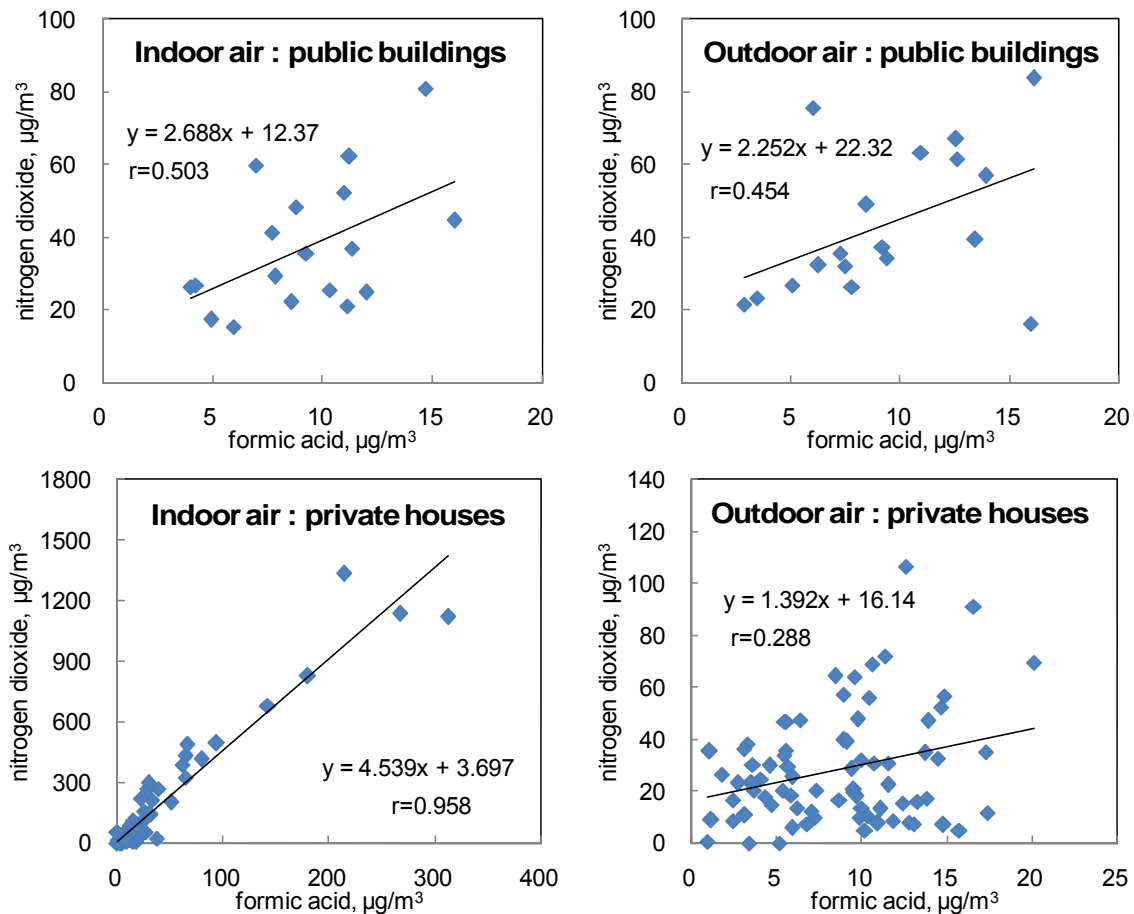 Indoor air : public buildings
y = 2.688x + 12.37
r=0.503
nitrogen dioxide, µg/m³
100
80
60
40
20
0
0 5 10 15 20
formic acid, µg/m³
Outdoor air : public buildings
y = 2.252x + 22.32
r=0.454
nitrogen dioxide, µg/m³
100
80
60
40
20
0
0 5 10 15 20
formic acid, µg/m³
Indoor air : private houses
y = 4.539x + 3.697
r=0.958
nitrogen dioxide, µg/m³
1800
1500
1200
900
600
300
0
0 100 200 300 400
formic acid, µg/m³
Outdoor air : private houses
y = 1.392x + 16.14
r=0.288
nitrogen dioxide, µg/m³
140
120
100
80
60
40
20
0
0 5 10 15 20 25
formic acid, µg/m³